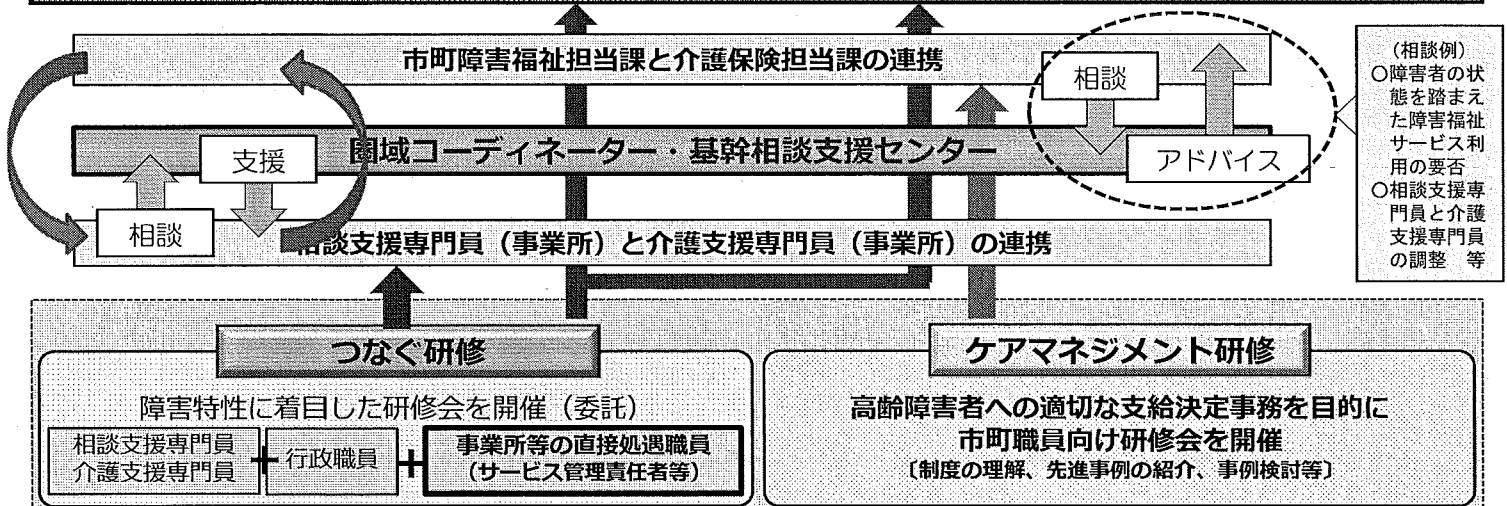 市町障害福祉担当課と介護保険担当課の連携
相談
（相談例）
○障害者の状
態を踏まえ
た障害福祉
サービス利
用の要否
○相談支援専
門員と介護
支援専門員
の調整　等
支援
圏域コーディネーター・基幹相談支援センター
アドバイス
相談
相談支援専門員（事業所）と介護支援専門員（事業所）の連携
つなぐ研修
障害特性に着目した研修会を開催（委託）
相談支援専門員
介護支援専門員
+
行政職員
+
事業所等の直接処遇職員
（サービス管理責任者等）
ケアマネジメント研修
高齢障害者への適切な支給決定事務を目的に
市町職員向け研修会を開催
〔制度の理解、先進事例の紹介、事例検討等〕